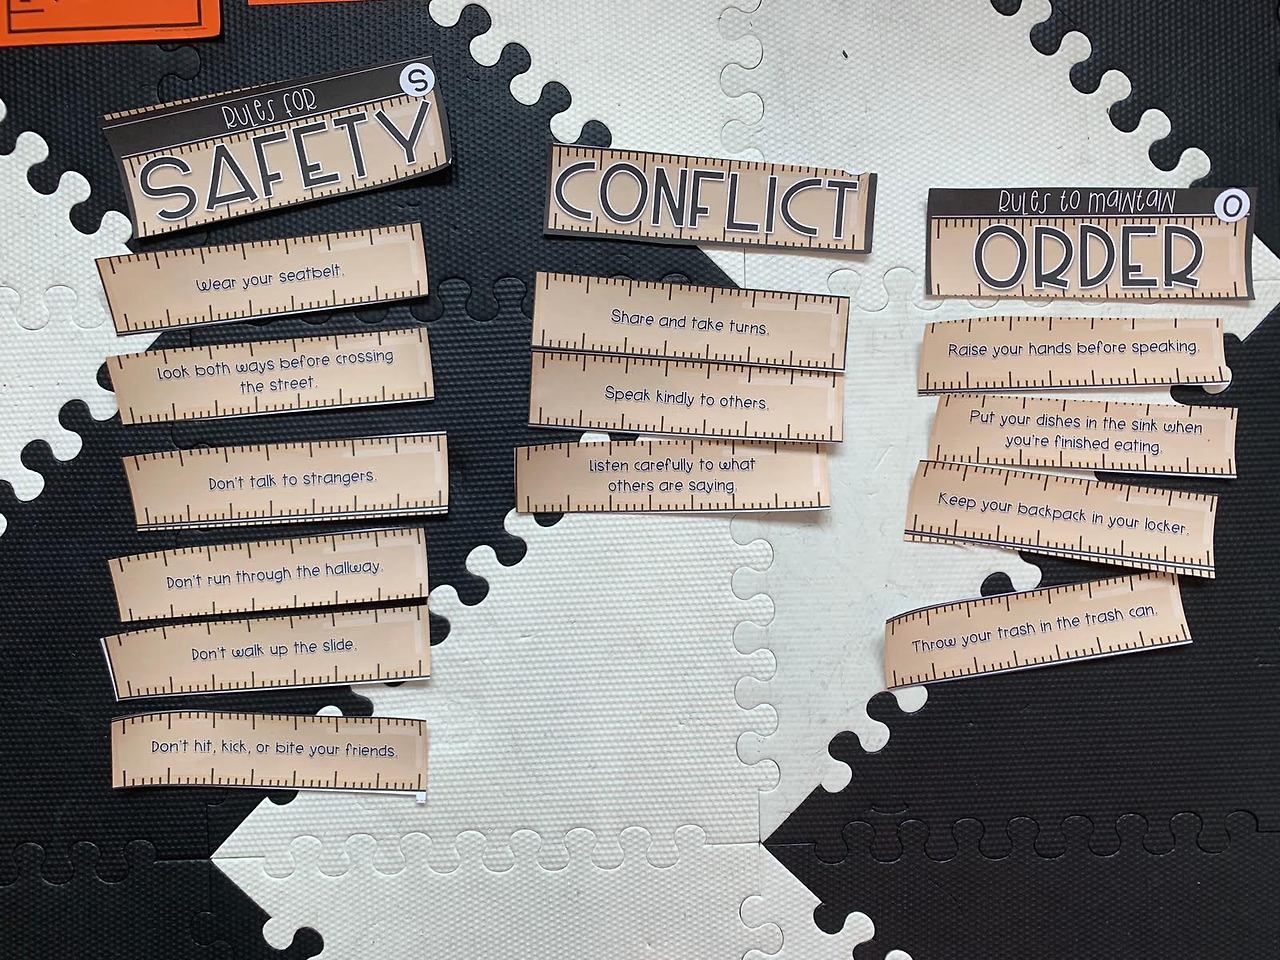 Rules for
S
SAFETY
Wear your seatbelt.
Look both ways before crossing
the street.
Don't talk to strangers.
Don't run through the hallway.
Don't walk up the slide.
Don't hit, kick, or bite your friends.
CONFLICT
Share and take turns.
Speak kindly to others.
Listen carefully to what
others are saying.
Rules to maintain
O
ORDER
Raise your hands before speaking.
Put your dishes in the sink when
you're finished eating.
Keep your backpack in your locker.
Throw your trash in the trash can.